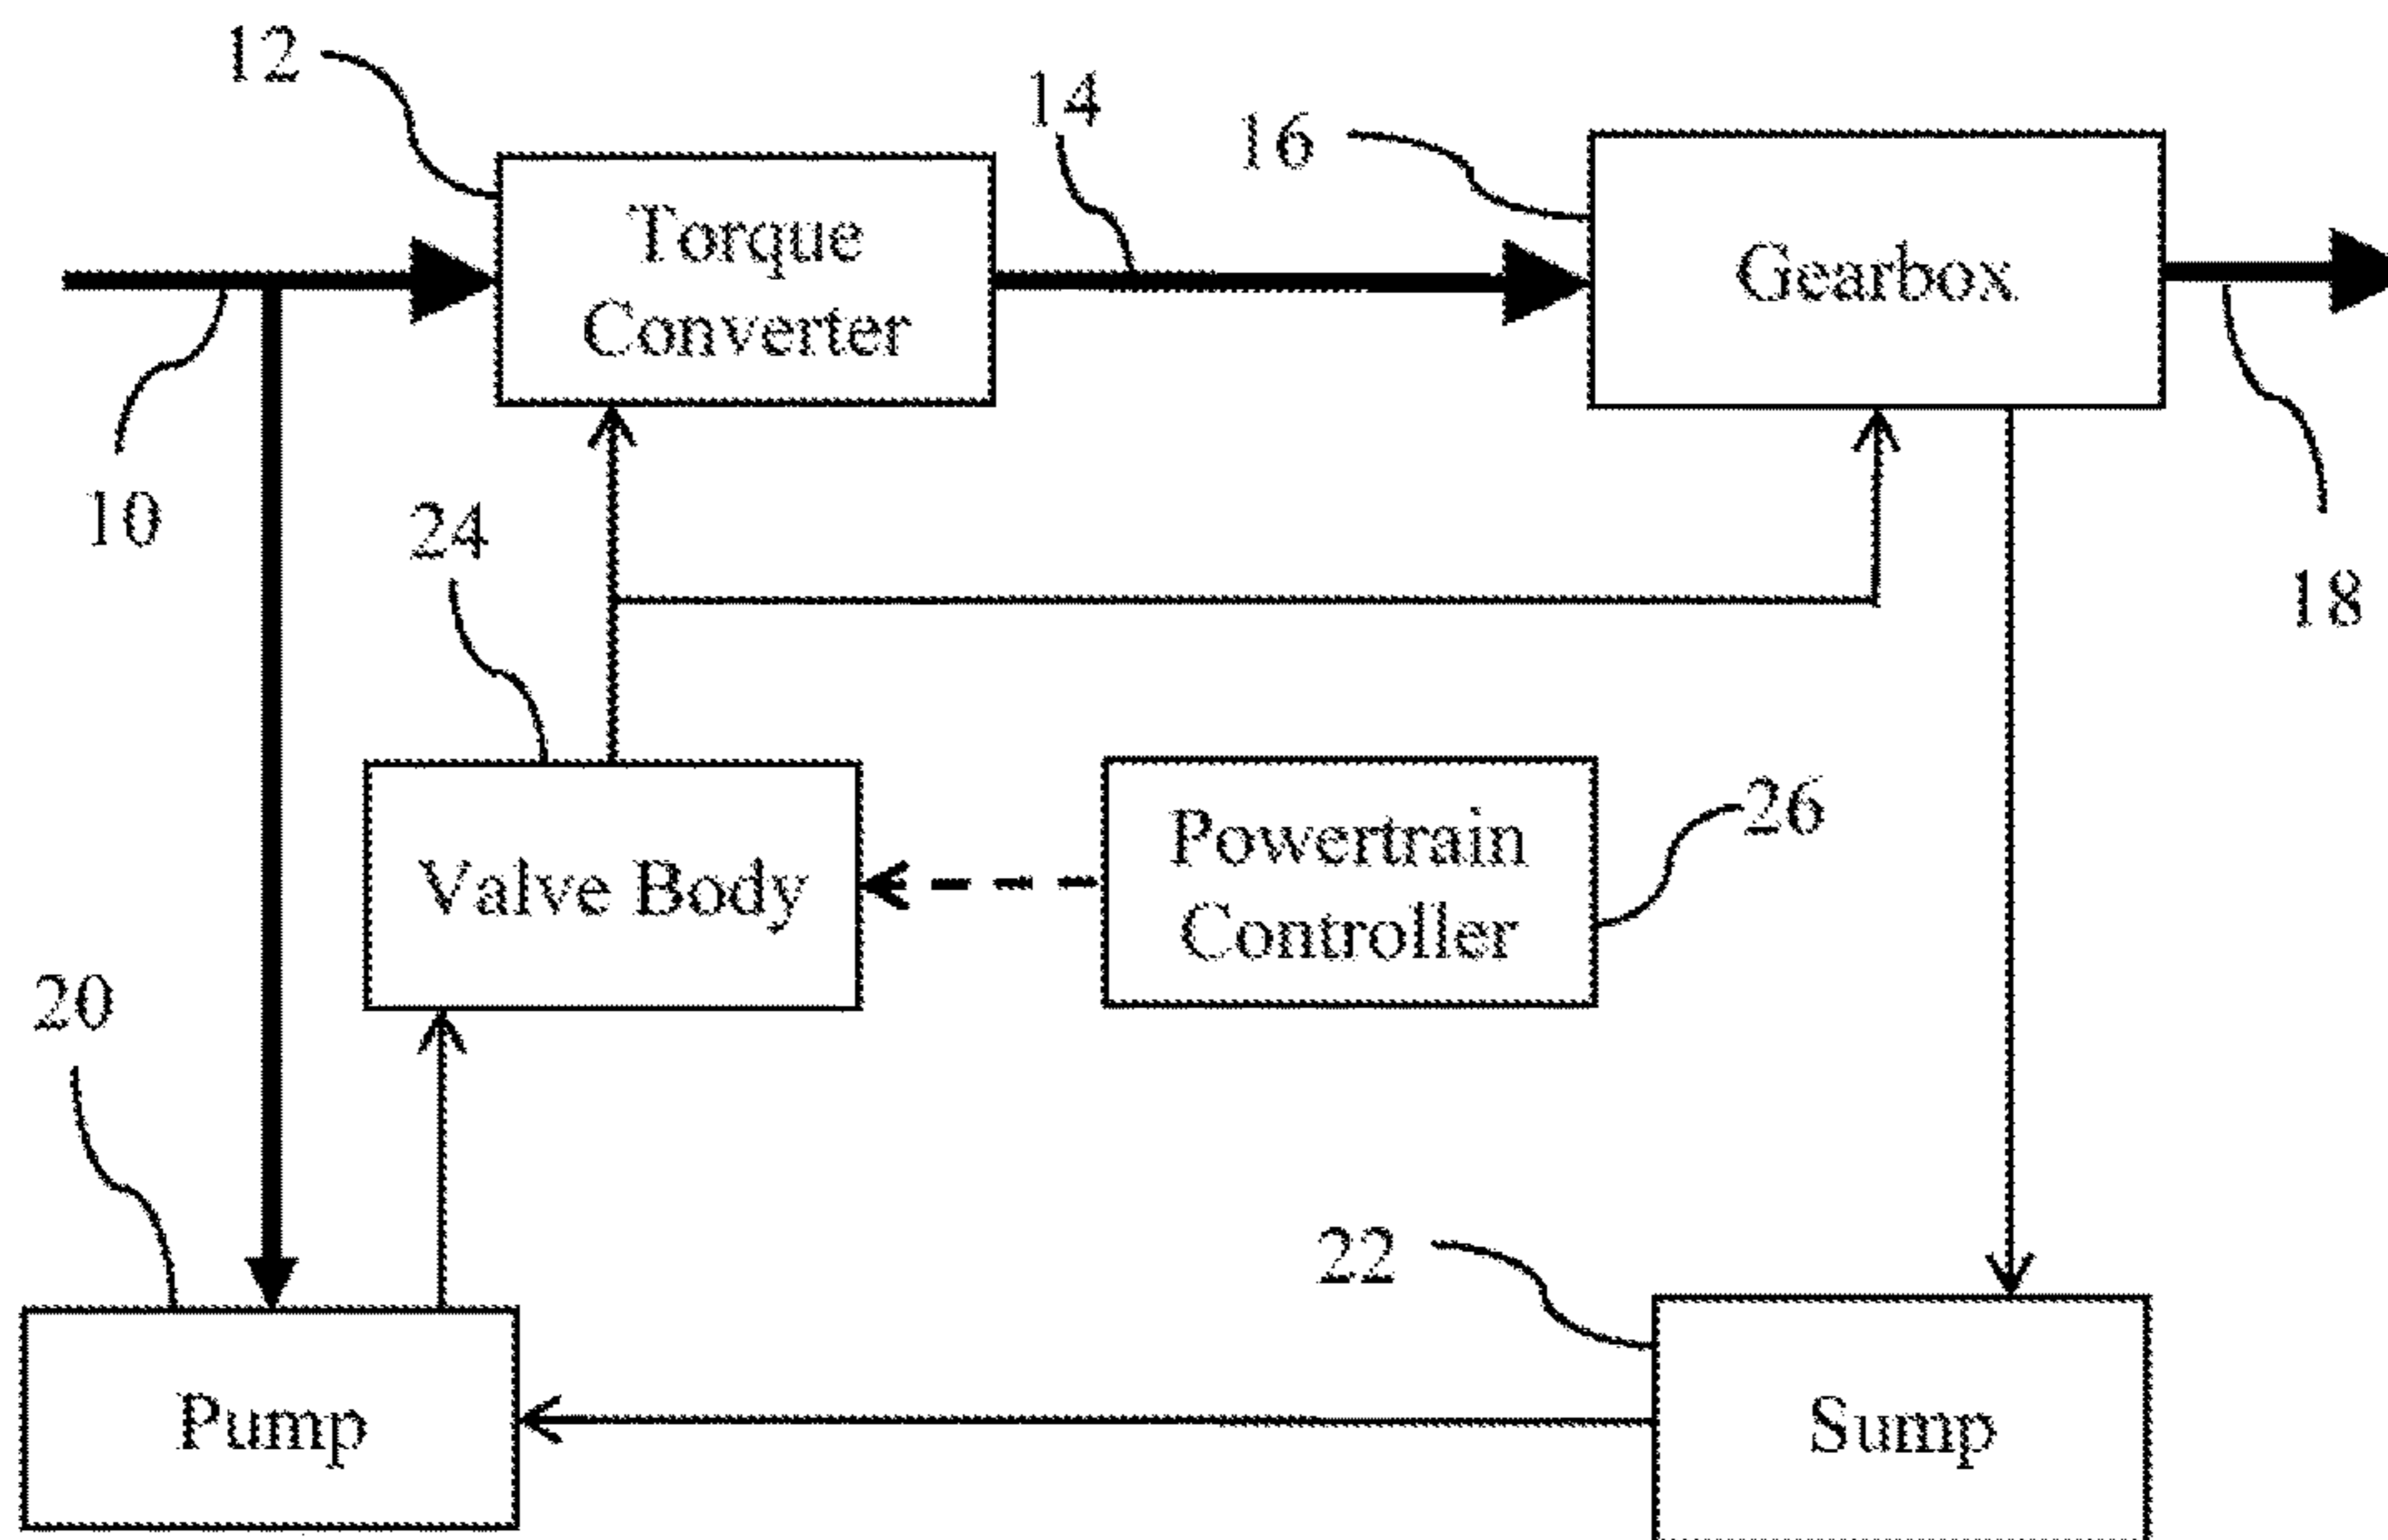 12
14
16
Torque
Converter
Gearbox
10
24
18
Valve Body
Powertrain
Controller
26
20
22
Pump
Sump